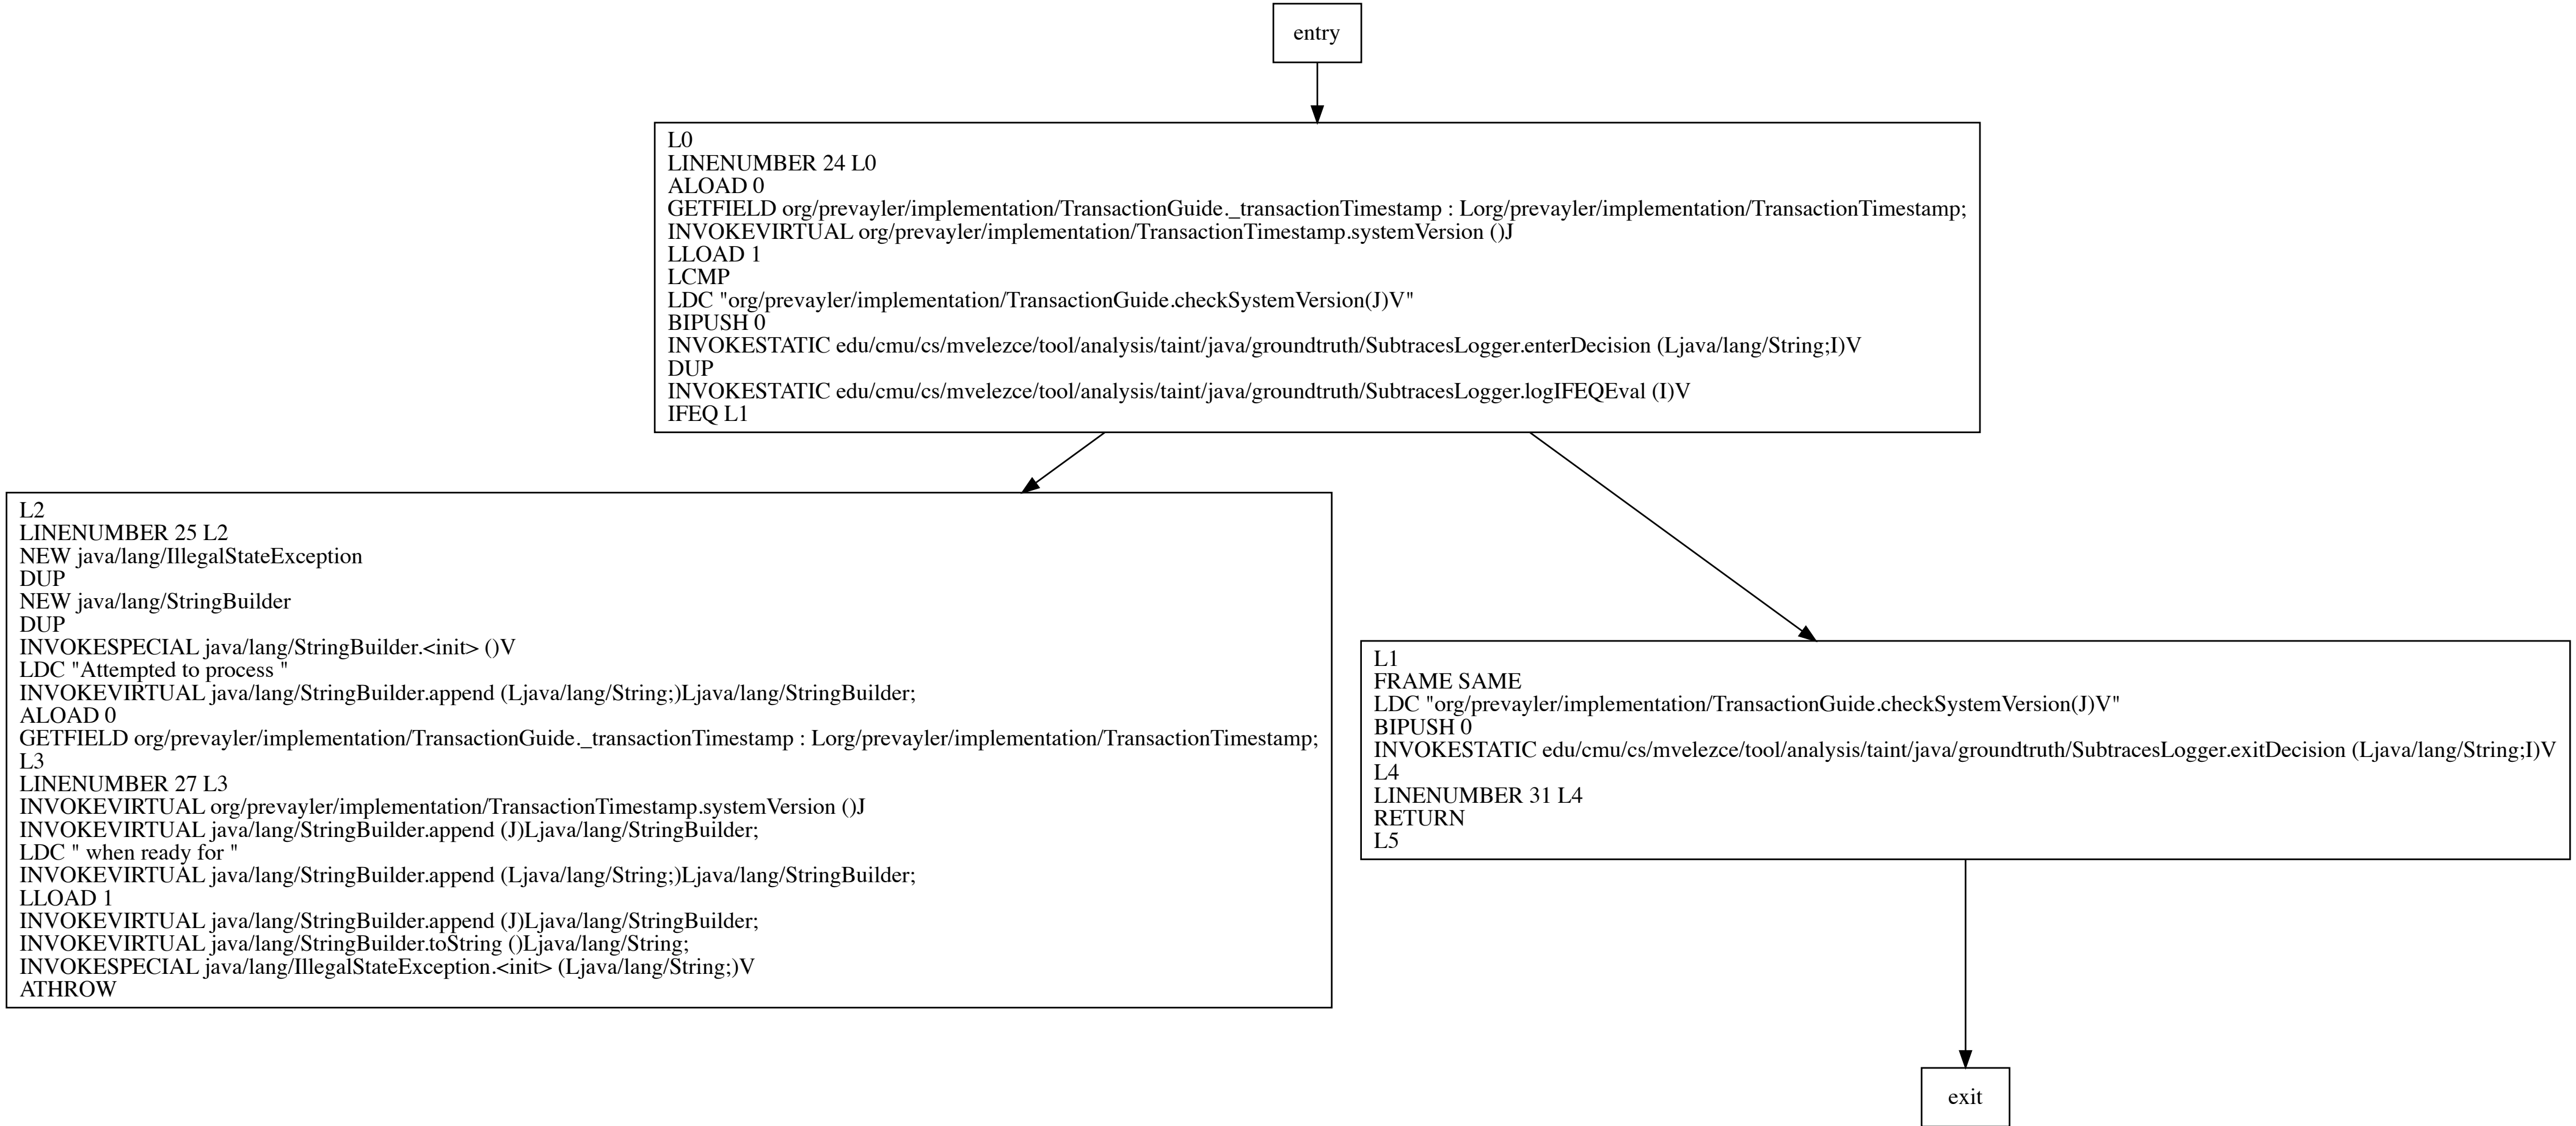 entry
L0
LINENUMBER 24 L0
ALOAD 0
GETFIELD org/prevayler/implementation/TransactionGuide._transactionTimestamp : Lorg/prevayler/implementation/TransactionTimestamp;
INVOKEVIRTUAL org/prevayler/implementation/TransactionTimestamp.systemVersion ()J
LLOAD 1
LCMP
LDC "org/prevayler/implementation/TransactionGuide.checkSystemVersion(J)V"
BIPUSH 0
INVOKESTATIC edu/cmu/cs/mvelezce/tool/analysis/taint/java/groundtruth/SubtracesLogger.enterDecision (Ljava/lang/String;I)V
DUP
INVOKESTATIC edu/cmu/cs/mvelezce/tool/analysis/taint/java/groundtruth/SubtracesLogger.logIFEQEval (I)V
IFEQ L1
L2
LINENUMBER 25 L2
NEW java/lang/IllegalStateException
DUP
NEW java/lang/StringBuilder
DUP
INVOKESPECIAL java/lang/StringBuilder.<init> ()V
LDC "Attempted to process "
INVOKEVIRTUAL java/lang/StringBuilder.append (Ljava/lang/String;)Ljava/lang/StringBuilder;
ALOAD 0
GETFIELD org/prevayler/implementation/TransactionGuide._transactionTimestamp : Lorg/prevayler/implementation/TransactionTimestamp;
L3
LINENUMBER 27 L3
INVOKEVIRTUAL org/prevayler/implementation/TransactionTimestamp.systemVersion ()J
INVOKEVIRTUAL java/lang/StringBuilder.append (J)Ljava/lang/StringBuilder;
LDC " when ready for "
INVOKEVIRTUAL java/lang/StringBuilder.append (Ljava/lang/String;)Ljava/lang/StringBuilder;
LLOAD 1
INVOKEVIRTUAL java/lang/StringBuilder.append (J)Ljava/lang/StringBuilder;
INVOKEVIRTUAL java/lang/StringBuilder.toString ()Ljava/lang/String;
INVOKESPECIAL java/lang/IllegalStateException.<init> (Ljava/lang/String;)V
ATHROW
L1
FRAME SAME
LDC "org/prevayler/implementation/TransactionGuide.checkSystemVersion(J)V"
BIPUSH 0
INVOKESTATIC edu/cmu/cs/mvelezce/tool/analysis/taint/java/groundtruth/SubtracesLogger.exitDecision (Ljava/lang/String;I)V
L4
LINENUMBER 31 L4
RETURN
L5
exit